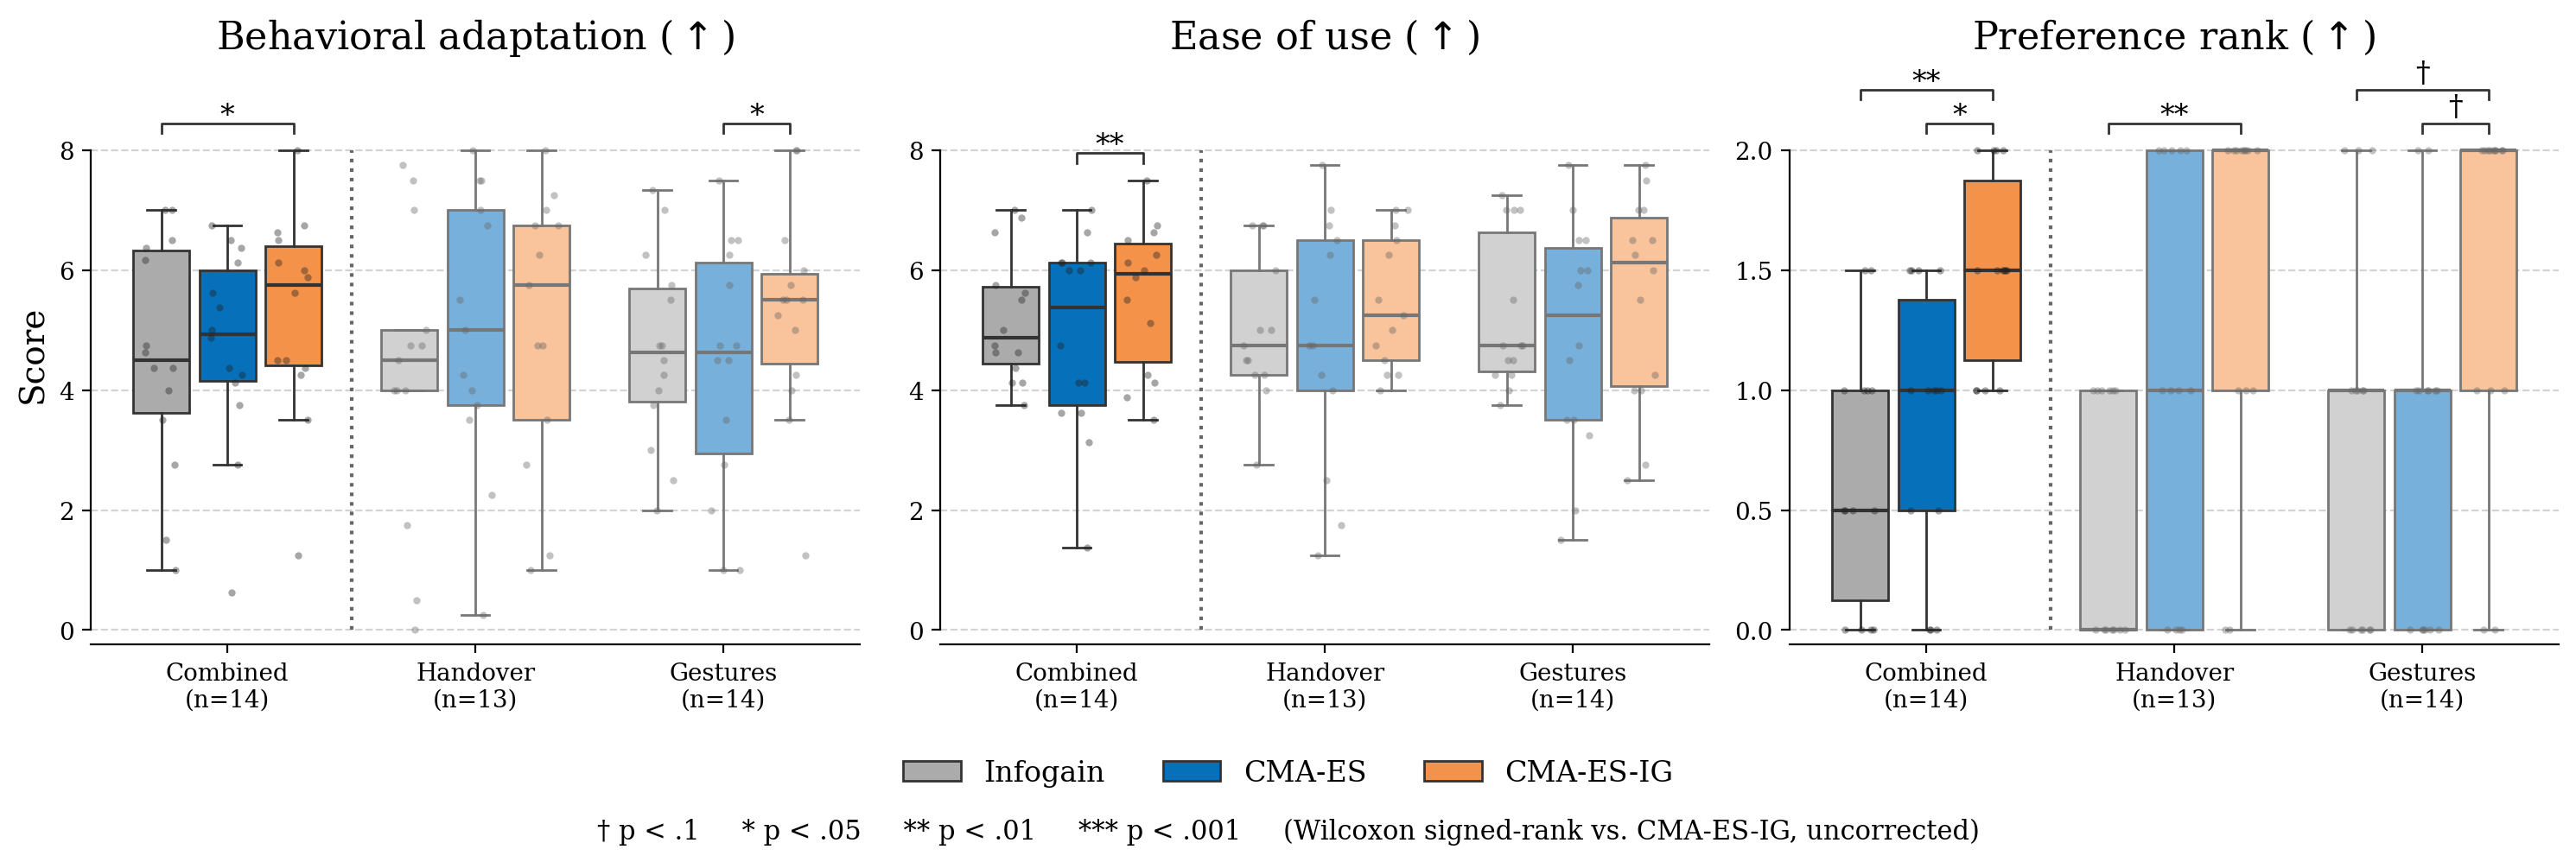 Behavioral adaptation ( ↑ )
Ease of use ( ↑ )
Preference rank ( ↑ )
Score
8
6
4
2
0
*
*
Combined
(n=14)
Handover
(n=13)
Gestures
(n=14)
8
6
4
2
0
**
Combined
(n=14)
Handover
(n=13)
Gestures
(n=14)
2.0
1.5
1.0
0.5
0.0
**
*
**
†
†
Combined
(n=14)
Handover
(n=13)
Gestures
(n=14)
Infogain CMA-ES CMA-ES-IG
† p < .1 * p < .05 ** p < .01 *** p < .001 (Wilcoxon signed-rank vs. CMA-ES-IG, uncorrected)